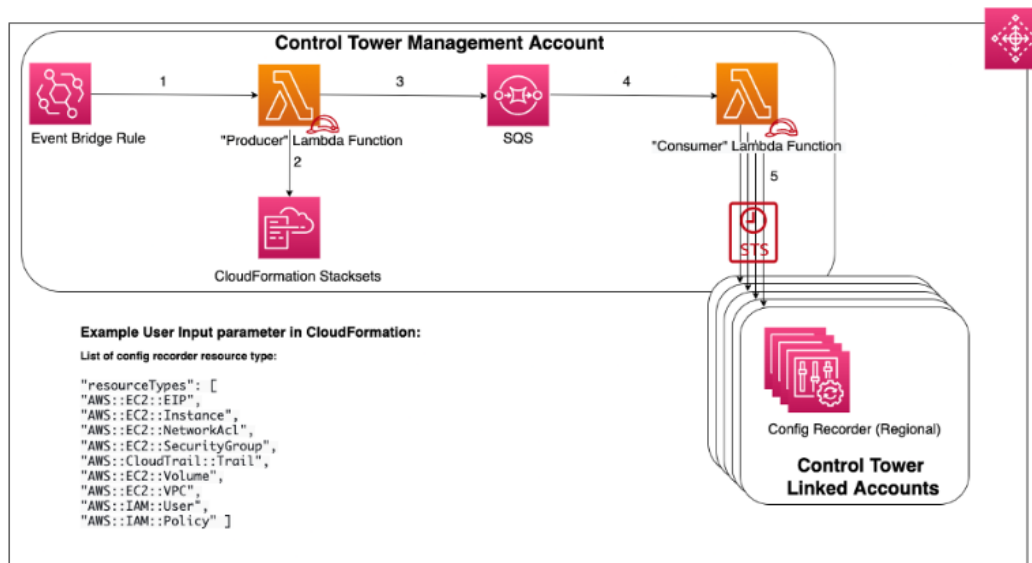 Control Tower Management Account
1
3
4
Event Bridge Rule
"Producer" Lambda Function
SQS
"Consumer" Lambda Function
2
5
STS
CloudFormation Stacksets
Example User Input parameter in CloudFormation:
List of config recorder resource type:
"resourceTypes": [
"AWS::EC2::EIP",
"AWS::EC2::Instance",
"AWS::EC2::NetworkAcl",
"AWS::EC2::SecurityGroup",
"AWS::CloudTrail::Trail",
"AWS::EC2::Volume",
"AWS::EC2::VPC",
"AWS::IAM::User",
"AWS::IAM::Policy" ]
Config Recorder (Regional)
Control Tower
Linked Accounts